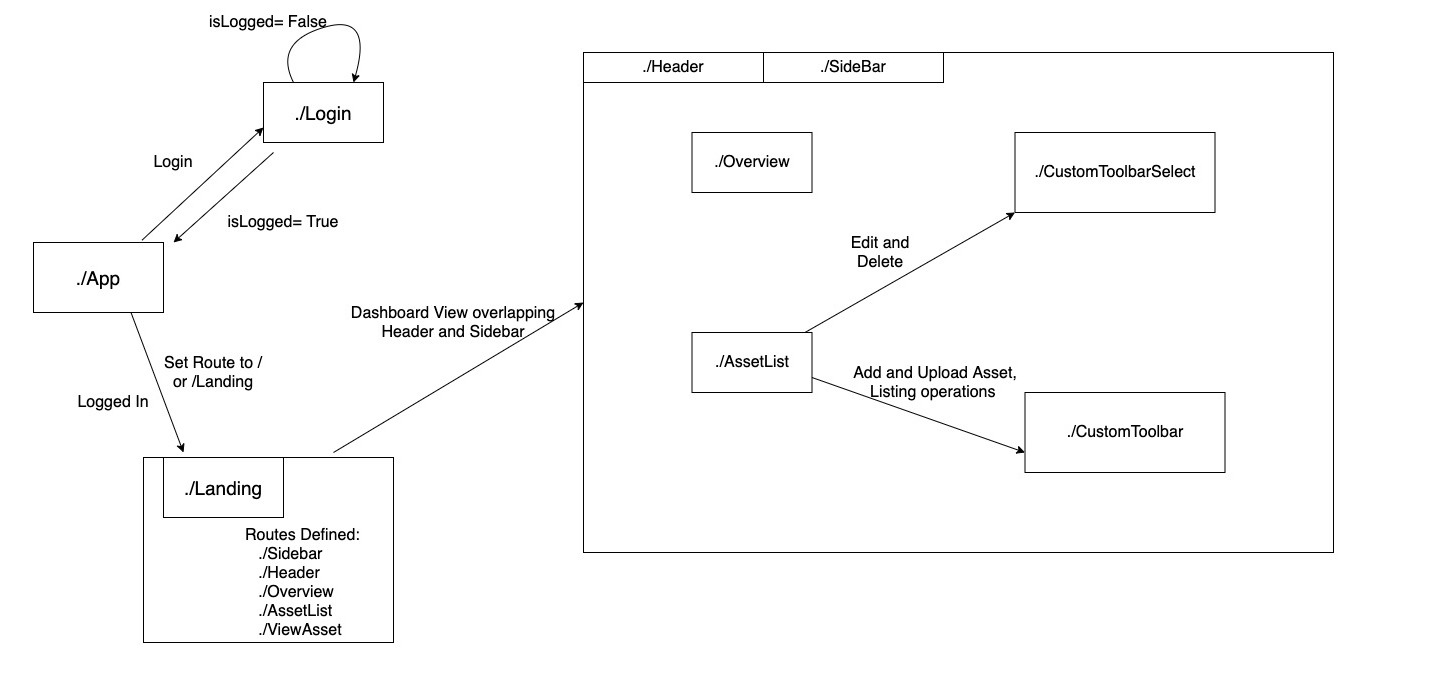 isLogged= False
./Login
Login
isLogged= True
./App
Set Route to /
or /Landing
Logged In
./Landing
Routes Defined:
./Sidebar
./Header
./Overview
./AssetList
./ViewAsset
Dashboard View overlapping
Header and Sidebar
./Header
./SideBar
./Overview
./CustomToolbarSelect
Edit and
Delete
./AssetList
Add and Upload Asset,
Listing operations
./CustomToolbar